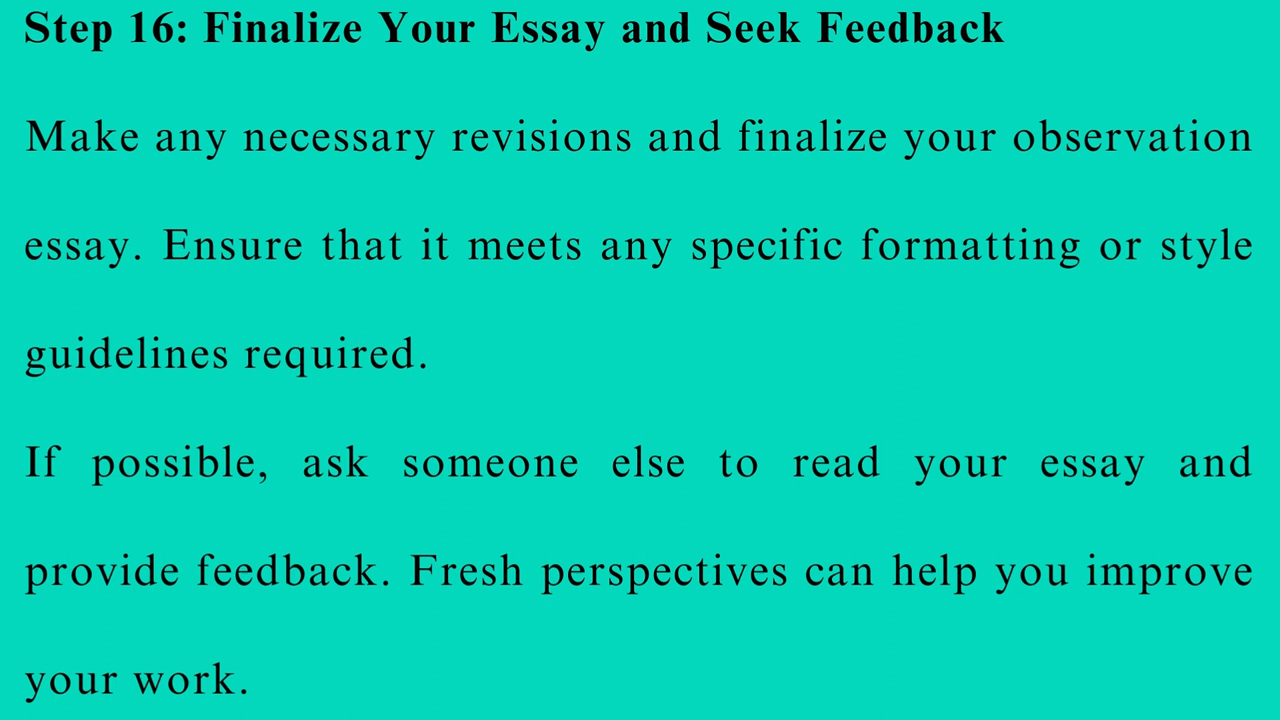 Step 16: Finalize Your Essay and Seek Feedback
Make any necessary revisions and finalize your observation
essay. Ensure that it meets any specific formatting or style
guidelines required.
If possible, ask someone else to read your essay and
provide feedback. Fresh perspectives can help you improve
your work.